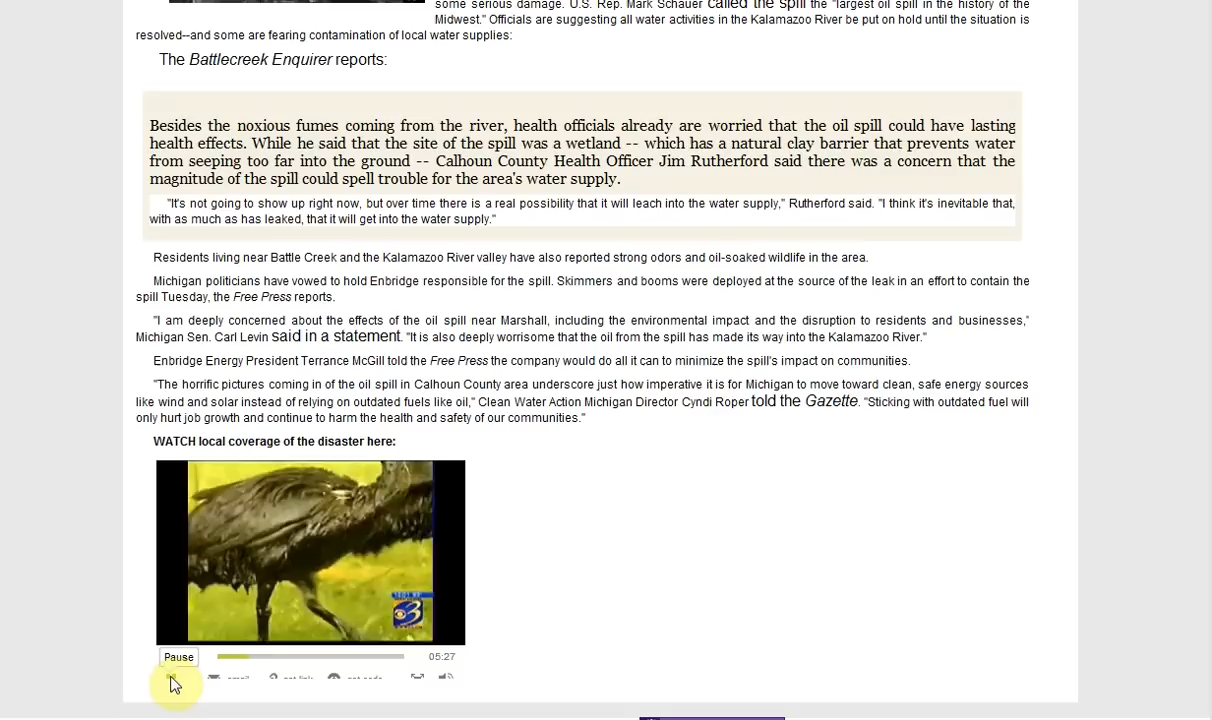 some serious damage. U.S. Rep. Mark Schauer called the spill the "largest oil spill in the history of the
Midwest." Officials are suggesting all water activities in the Kalamazoo River be put on hold until the situation is
resolved--and some are fearing contamination of local water supplies:
The Battlecreek Enquirer reports:
Besides the noxious fumes coming from the river, health officials already are worried that the oil spill could have lasting
health effects. While he said that the site of the spill was a wetland -- which has a natural clay barrier that prevents water
from seeping too far into the ground -- Calhoun County Health Officer Jim Rutherford said there was a concern that the
magnitude of the spill could spell trouble for the area's water supply.
"It's not going to show up right now, but over time there is a real possibility that it will leach into the water supply," Rutherford said. "I think it's inevitable that,
with as much as has leaked, that it will get into the water supply."
Residents living near Battle Creek and the Kalamazoo River valley have also reported strong odors and oil-soaked wildlife in the area.
Michigan politicians have vowed to hold Enbridge responsible for the spill. Skimmers and booms were deployed at the source of the leak in an effort to contain the
spill Tuesday, the Free Press reports.
"I am deeply concerned about the effects of the oil spill near Marshall, including the environmental impact and the disruption to residents and businesses,"
Michigan Sen. Carl Levin said in a statement. "It is also deeply worrisome that the oil from the spill has made its way into the Kalamazoo River."
Enbridge Energy President Terrance McGill told the Free Press the company would do all it can to minimize the spill's impact on communities.
"The horrific pictures coming in of the oil spill in Calhoun County area underscore just how imperative it is for Michigan to move toward clean, safe energy sources
like wind and solar instead of relying on outdated fuels like oil," Clean Water Action Michigan Director Cyndi Roper told the Gazette. "Sticking with outdated fuel will
only hurt job growth and continue to harm the health and safety of our communities."
WATCH local coverage of the disaster here:
3
Pause
05:27
email get link get code